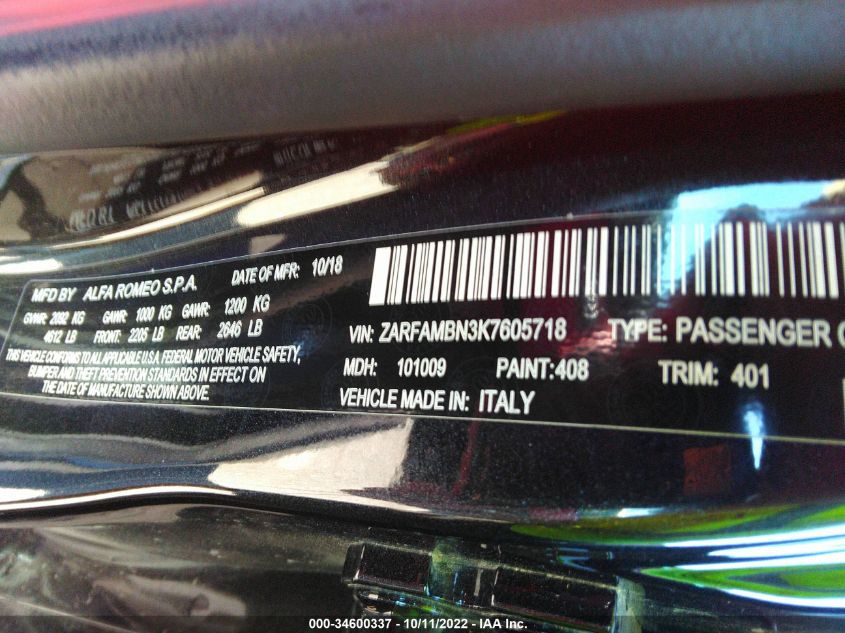 MFD BY ALFA ROMEO S.P.A. DATE OF MFR: 10/18
GVWR: 2092 KG GAWR: 1000 KG GAWR: 1200 KG
4612 LB FRONT: 2205 LB REAR: 2646 LB
THIS VEHICLE CONFORMS TO ALL APPLICABLE U.S.A. FEDERAL MOTOR VEHICLE SAFETY,
BUMPER AND THEFT PREVENTION STANDARDS IN EFFECT ON
THE DATE OF MANUFACTURE SHOWN ABOVE.
VIN: ZARFAMBN3K7605718 TYPE: PASSENGER
MDH: 101009 PAINT:408 TRIM: 401
VEHICLE MADE IN: ITALY
000-34600337 - 10/11/2022 - IAA Inc.